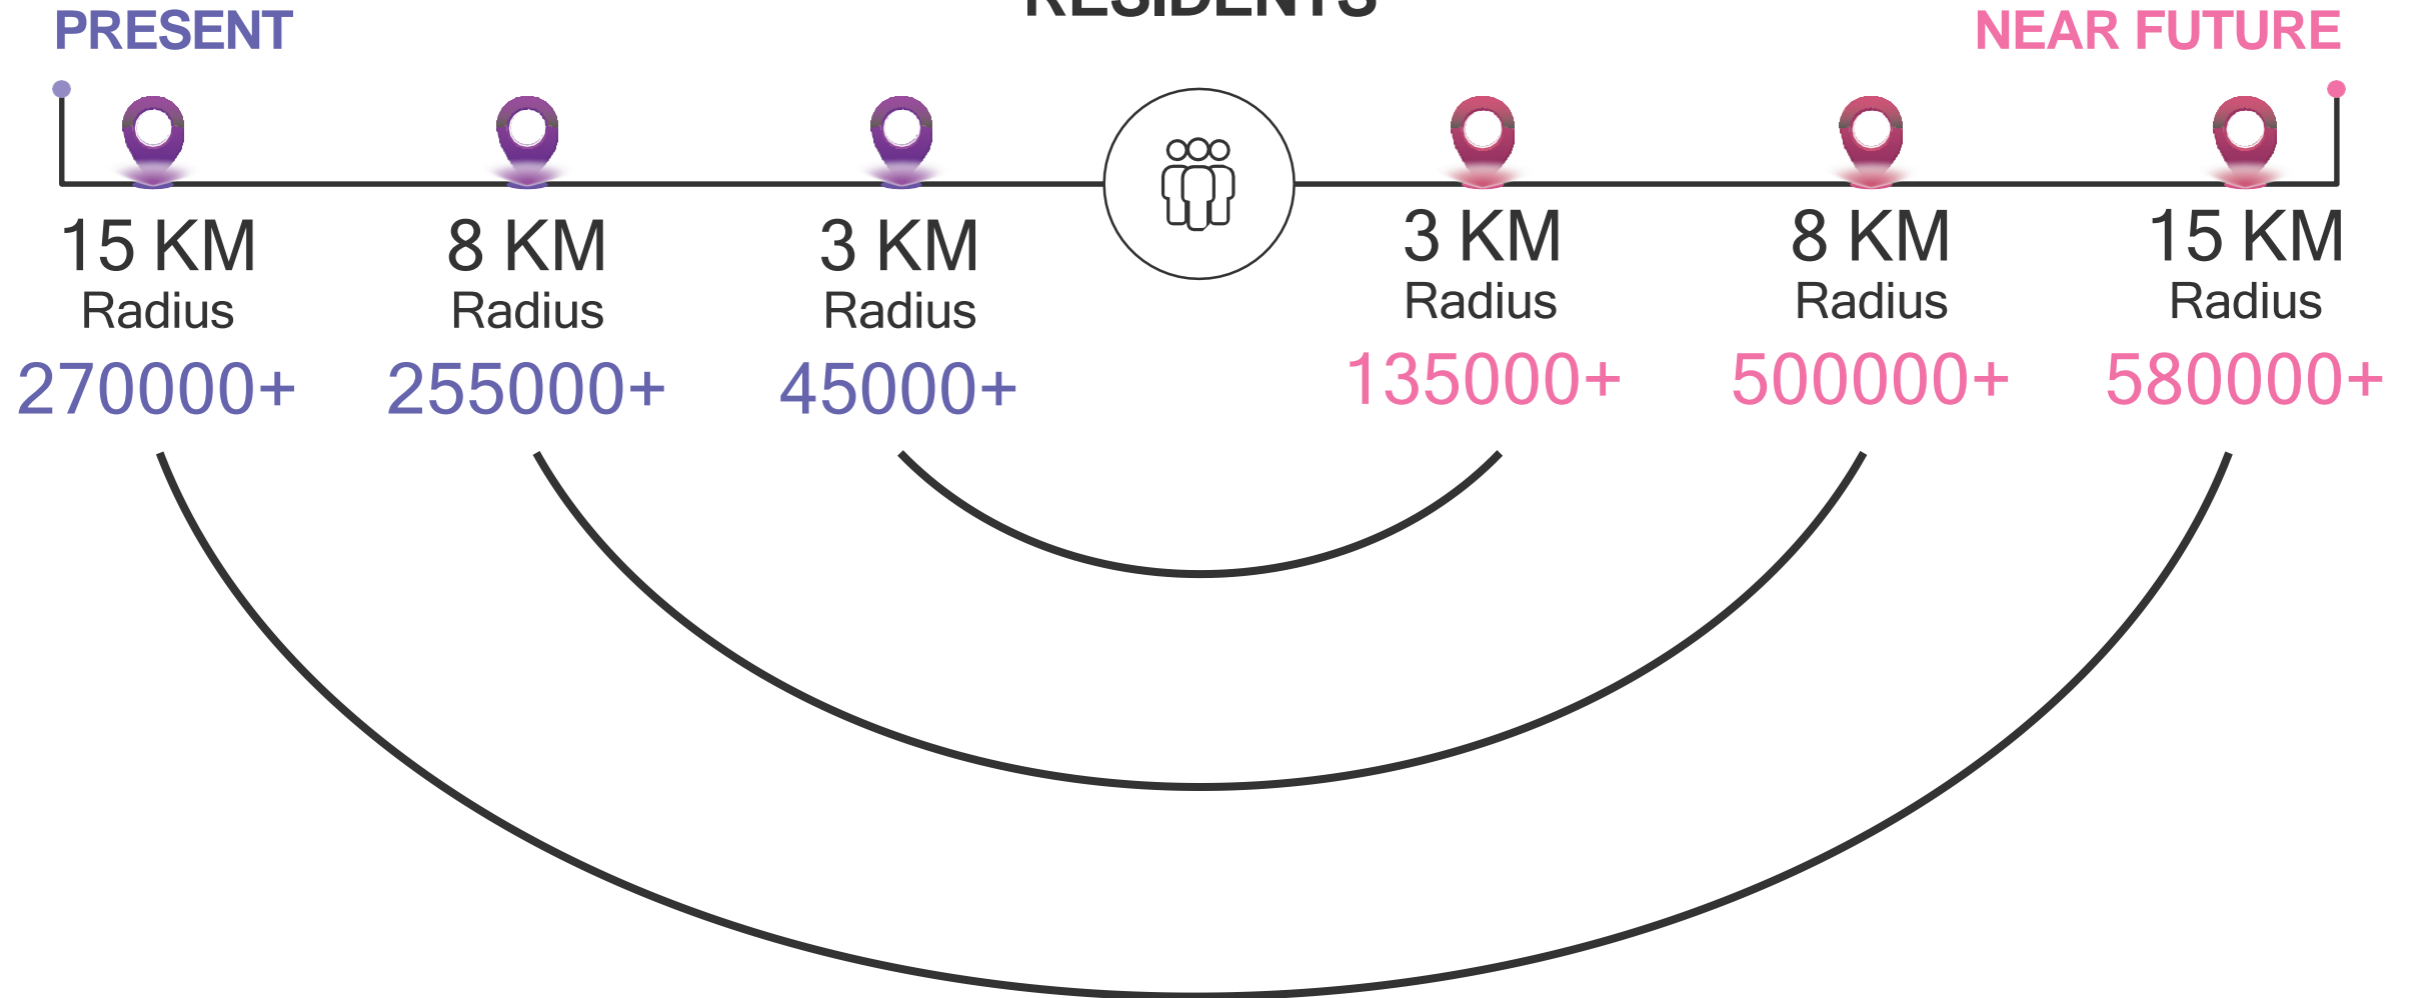 RESIDENTS
PRESENT
NEAR FUTURE
15 KM
Radius
270000+
8 KM
Radius
255000+
3 KM
Radius
45000+
3 KM
Radius
135000+
8 KM
Radius
500000+
15 KM
Radius
580000+